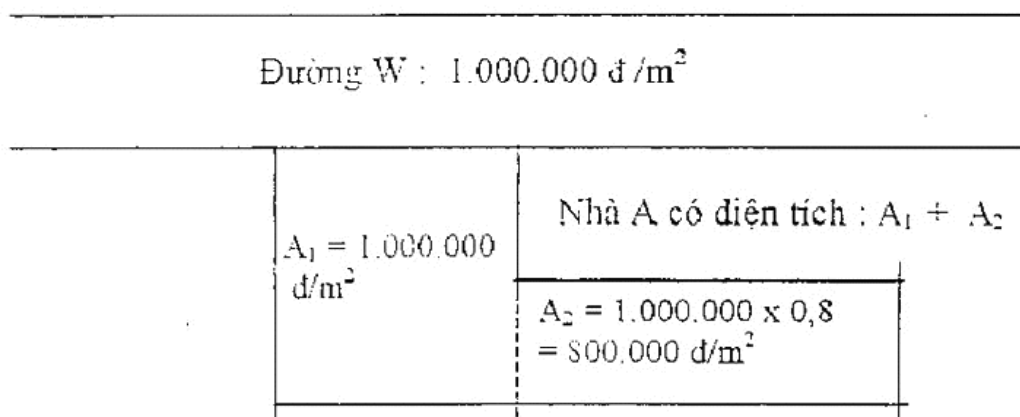 Đường W : 1.000.000 đ/m²
Nhà A có diện tích : A₁ + A₂
A₁ = 1.000.000
đ/m²
A₂ = 1.000.000 x 0,8
= 800.000 đ/m²